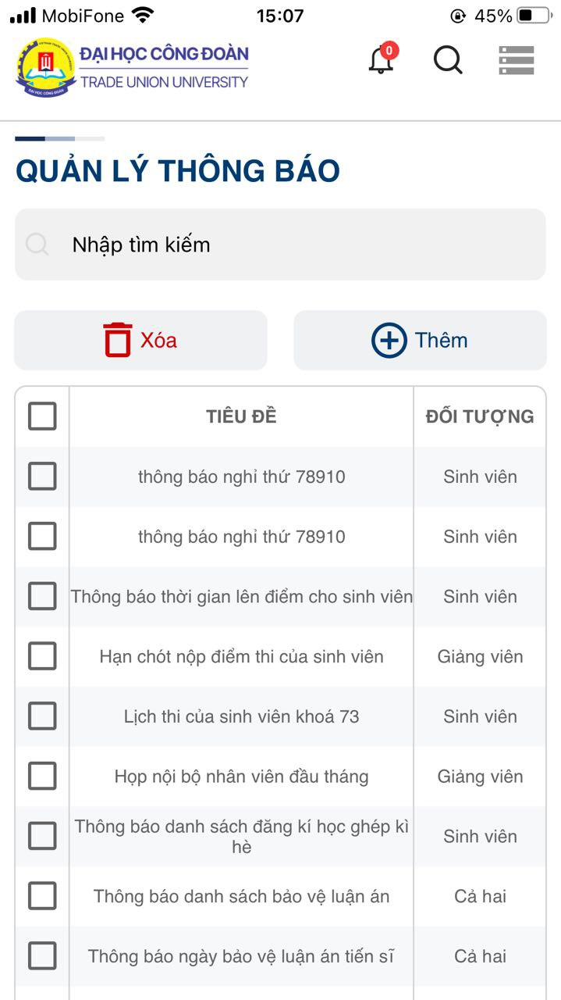 MobiFone 15:07 45%
ĐẠI HỌC CÔNG ĐOÀN
TRADE UNION UNIVERSITY
0
QUẢN LÝ THÔNG BÁO
Nhập tìm kiếm
Xóa Thêm
TIÊU ĐỀ ĐỐI TƯỢNG
thông báo nghỉ thứ 78910 Sinh viên
thông báo nghỉ thứ 78910 Sinh viên
Thông báo thời gian lên điểm cho sinh viên Sinh viên
Hạn chót nộp điểm thi của sinh viên Giảng viên
Lịch thi của sinh viên khoá 73 Sinh viên
Họp nội bộ nhân viên đầu tháng Giảng viên
Thông báo danh sách đăng kí học ghép kì
hè Sinh viên
Thông báo danh sách bảo vệ luận án Cả hai
Thông báo ngày bảo vệ luận án tiến sĩ Cả hai